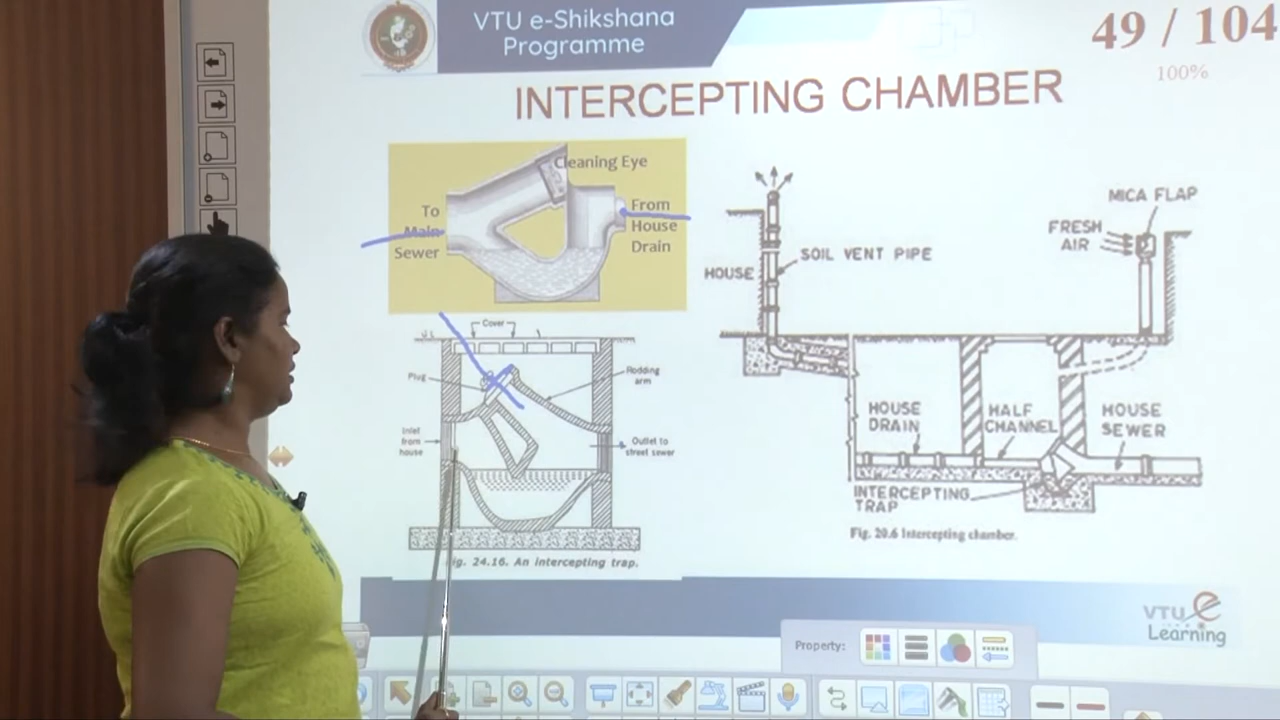 VTU e-Shikshana
Programme
49 / 104
100%
INTERCEPTING CHAMBER
Cleaning Eye
To
Main
Sewer
From
House
Drain
Cover
Plug
Rodding
arm
Inlet
from
house
Outlet to
street sewer
ig. 24.16. An intercepting trap.
MICA FLAP
FRESH
AIR
SOIL VENT PIPE
HOUSE
HOUSE
DRAIN
HALF
CHANNEL
HOUSE
SEWER
INTERCEPTING
TRAP
Fig. 20.6 Intercepting chamber.
VTU e
Learning
Property: